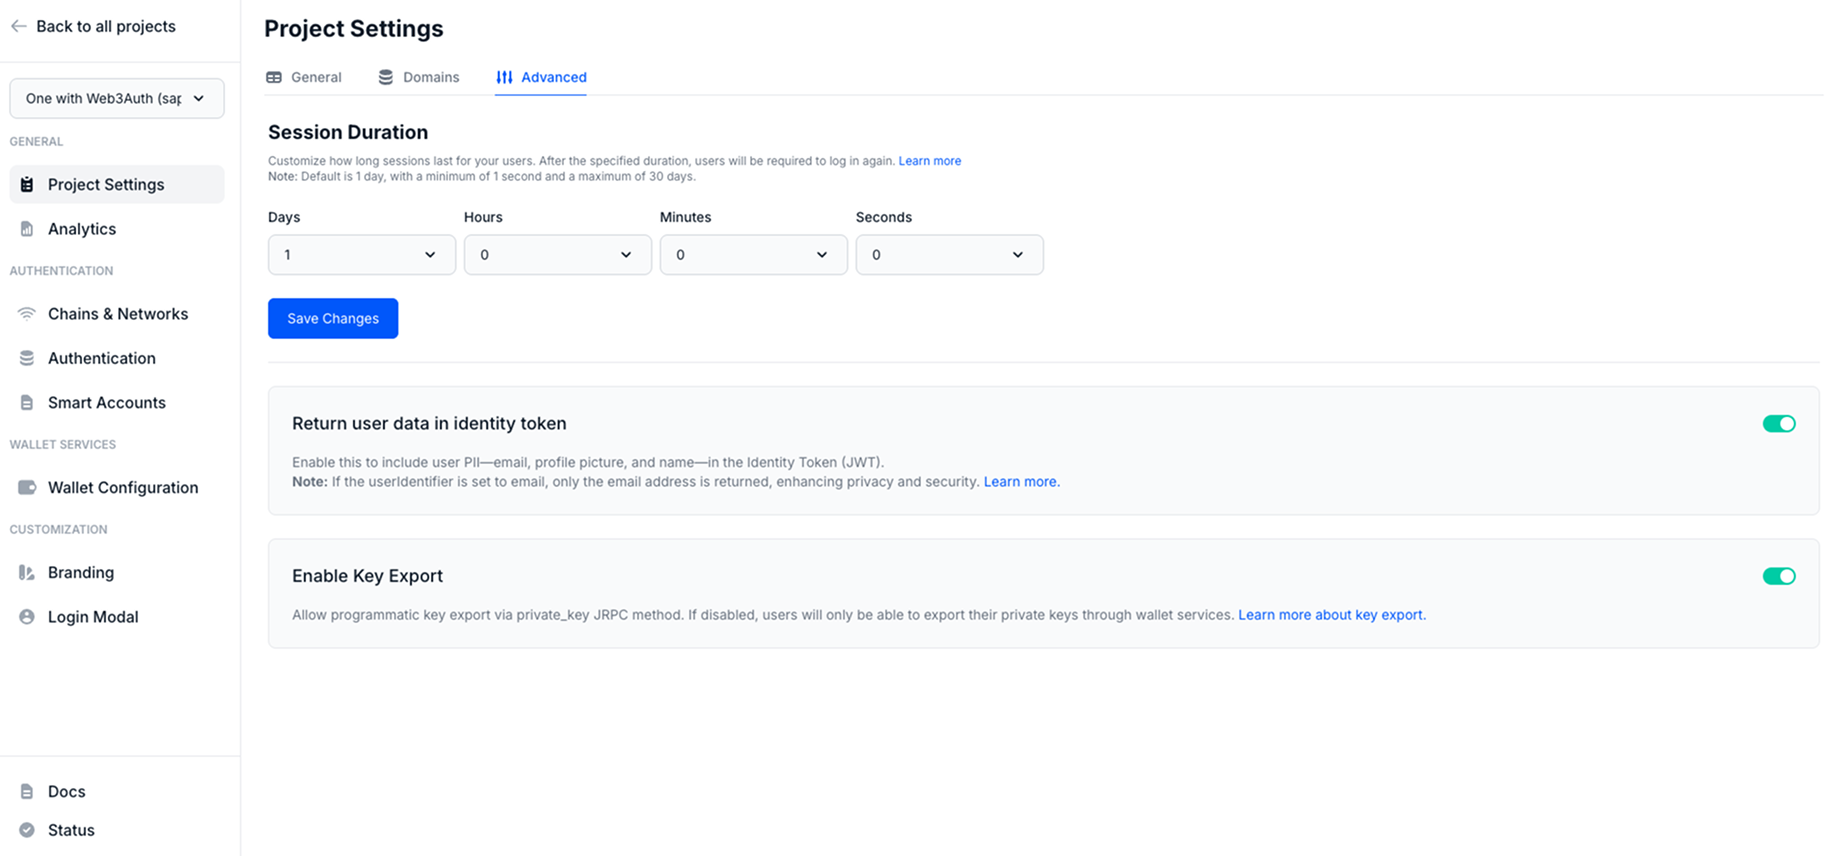 Back to all projects
One with Web3Auth (sap
GENERAL
Project Settings
Analytics
AUTHENTICATION
Chains & Networks
Authentication
Smart Accounts
WALLET SERVICES
Wallet Configuration
CUSTOMIZATION
Branding
Login Modal
Docs
Status
Project Settings
General Domains Advanced
Session Duration
Customize how long sessions last for your users. After the specified duration, users will be required to log in again. Learn more
Note: Default is 1 day, with a minimum of 1 second and a maximum of 30 days.
Days Hours Minutes Seconds
1 0 0 0
Save Changes
Return user data in identity token
Enable this to include user PII—email, profile picture, and name—in the Identity Token (JWT).
Note: If the userIdentifier is set to email, only the email address is returned, enhancing privacy and security. Learn more.
Enable Key Export
Allow programmatic key export via private_key JRPC method. If disabled, users will only be able to export their private keys through wallet services. Learn more about key export.